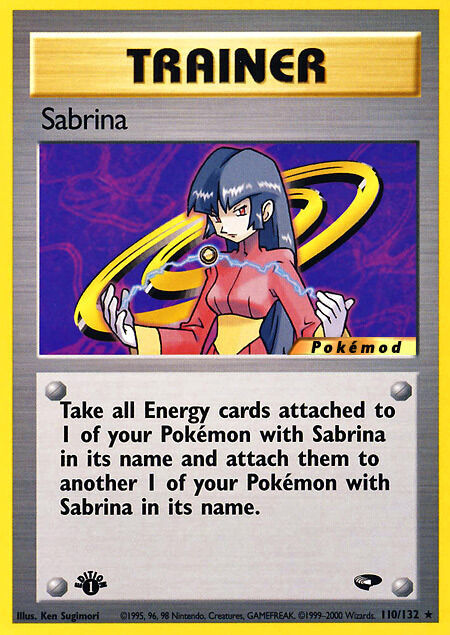 TRAINER
Sabrina
Pokémod
Take all Energy cards attached to
1 of your Pokémon with Sabrina
in its name and attach them to
another 1 of your Pokémon with
Sabrina in its name.
EDITION
1
Illus. Ken Sugimori ©1995, 96, 98 Nintendo, Creatures, GAMEFREAK. ©1999-2000 Wizards. 110/132 ★